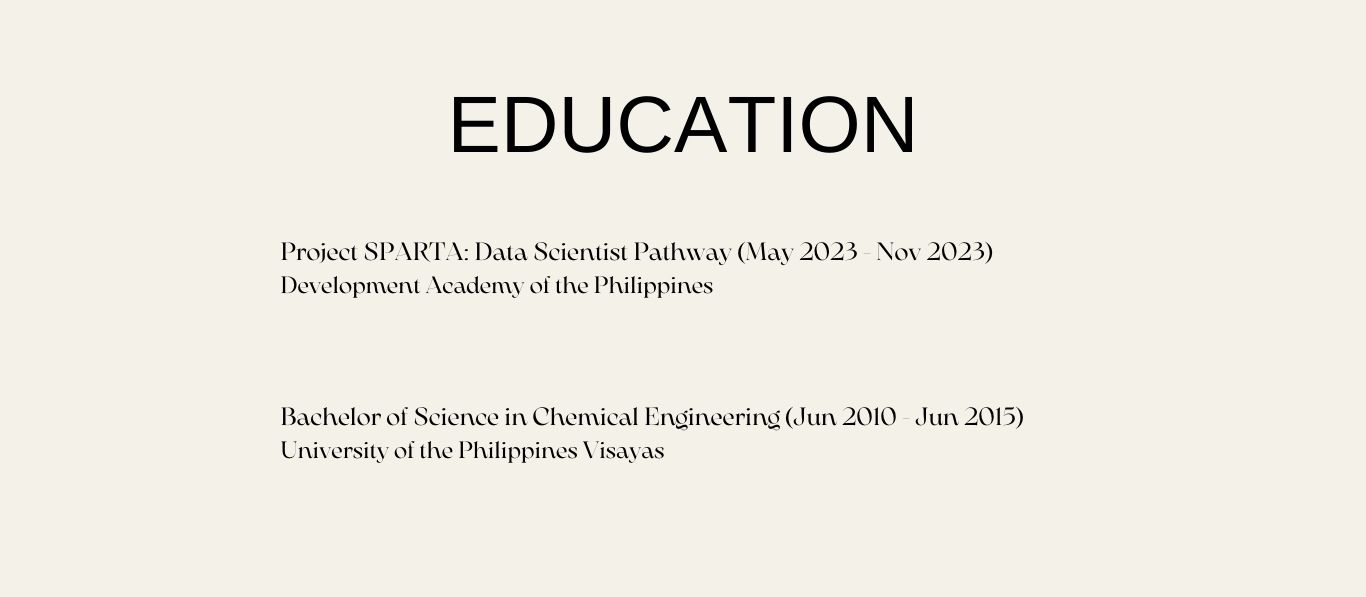 EDUCATION
Project SPARTA: Data Scientist Pathway (May 2023 - Nov 2023)
Development Academy of the Philippines
Bachelor of Science in Chemical Engineering (Jun 2010 - Jun 2015)
University of the Philippines Visayas